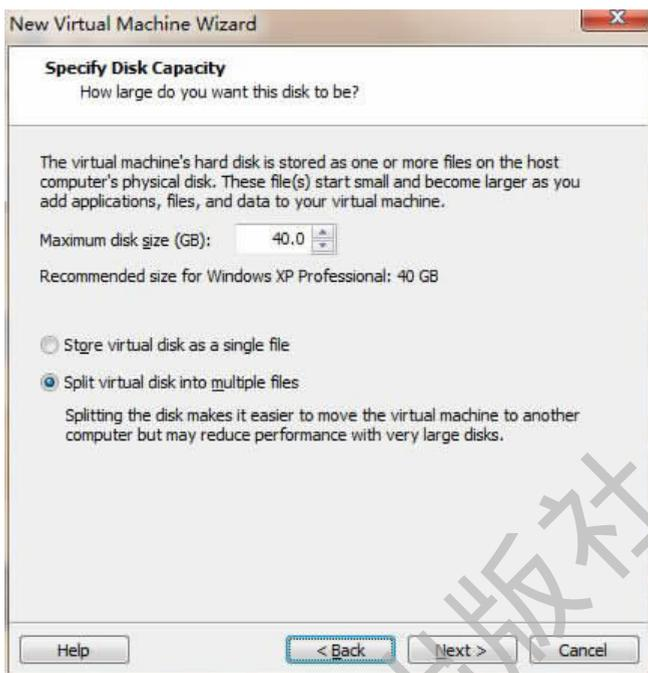 New Virtual Machine Wizard
Specify Disk Capacity
How large do you want this disk to be?
The virtual machine's hard disk is stored as one or more files on the host
computer's physical disk. These file(s) start small and become larger as you
add applications, files, and data to your virtual machine.
Maximum disk size (GB): 40.0
Recommended size for Windows XP Professional: 40 GB
Store virtual disk as a single file
Split virtual disk into multiple files
Splitting the disk makes it easier to move the virtual machine to another
computer but may reduce performance with very large disks.
Help < Back Next > Cancel
版社